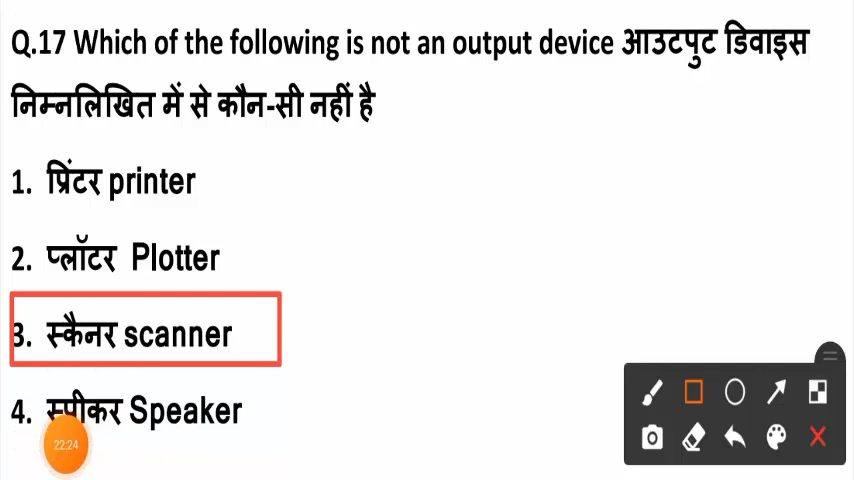 Q.17 Which of the following is not an output device आउटपुट डिवाइस
निम्नलिखित में से कौन-सी नहीं है
1. प्रिंटर printer
2. प्लॉटर Plotter
3. स्कैनर scanner
4. स्पीकर Speaker
22:24